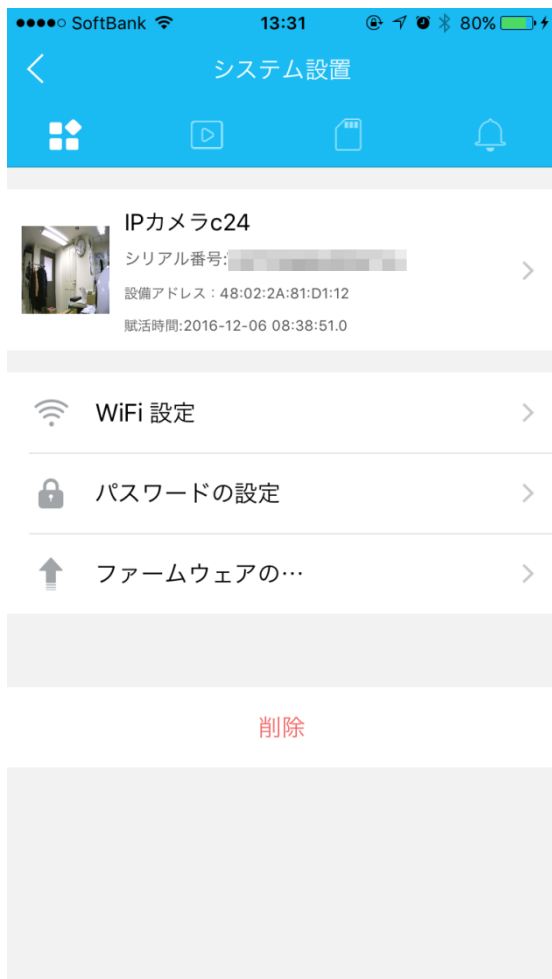 ●●●●○ SoftBank 13:31 80%
システム設置
IPカメラc24
シリアル番号:
設備アドレス：48:02:2A:81:D1:12
賦活時間:2016-12-06 08:38:51.0
WiFi 設定
パスワードの設定
ファームウェアの…
削除